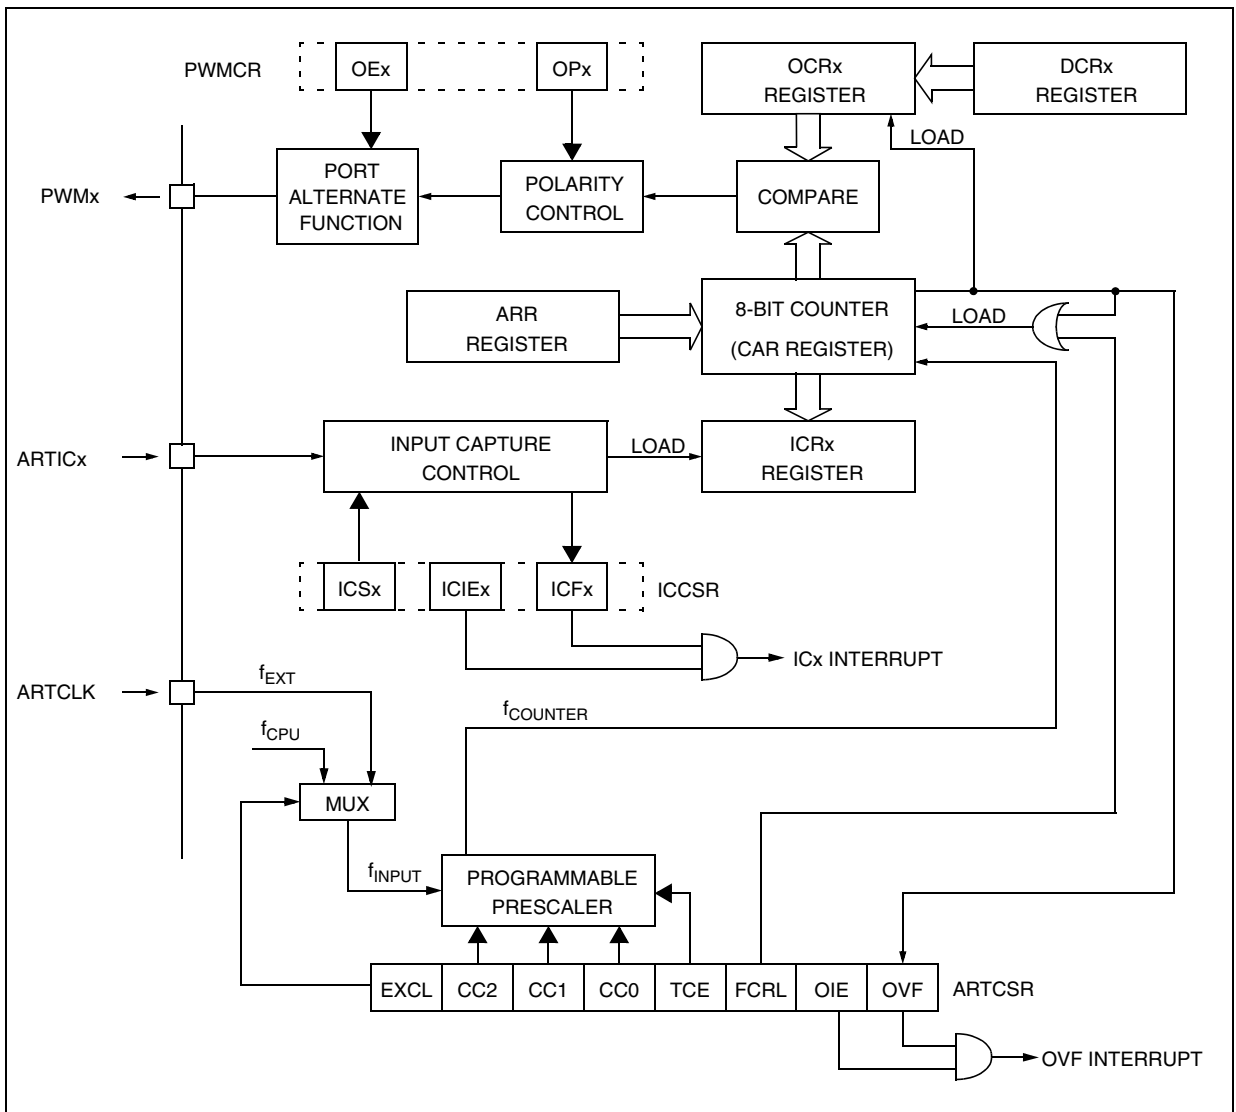 PWMCR
OEx
OPx
OCRx
REGISTER
DCRx
REGISTER
LOAD
PWMx
PORT
ALTERNATE
FUNCTION
POLARITY
CONTROL
COMPARE
ARR
REGISTER
8-BIT COUNTER
(CAR REGISTER)
LOAD
ARTICx
INPUT CAPTURE
CONTROL
LOAD
ICRx
REGISTER
ICSx
ICIEx
ICFx
ICCSR
ICx INTERRUPT
ARTCLK
fEXT
fCPU
fCOUNTER
MUX
fINPUT
PROGRAMMABLE
PRESCALER
EXCL
CC2
CC1
CC0
TCE
FCRL
OIE
OVF
ARTCSR
OVF INTERRUPT